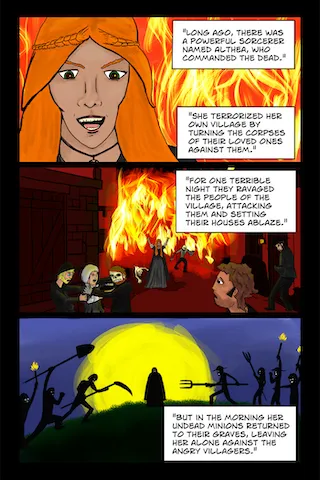 "LONG AGO, THERE WAS
A POWERFUL SORCERER
NAMED ALTHEA, WHO
COMMANDED THE DEAD."
"SHE TERRORIZED HER
OWN VILLAGE BY
TURNING THE CORPSES
OF THEIR LOVED ONES
AGAINST THEM."
"FOR ONE TERRIBLE
NIGHT THEY RAVAGED
THE PEOPLE OF THE
VILLAGE, ATTACKING
THEM AND SETTING
THEIR HOUSES ABLAZE."
"BUT IN THE MORNING HER
UNDEAD MINIONS RETURNED
TO THEIR GRAVES, LEAVING
HER ALONE AGAINST THE
ANGRY VILLAGERS."